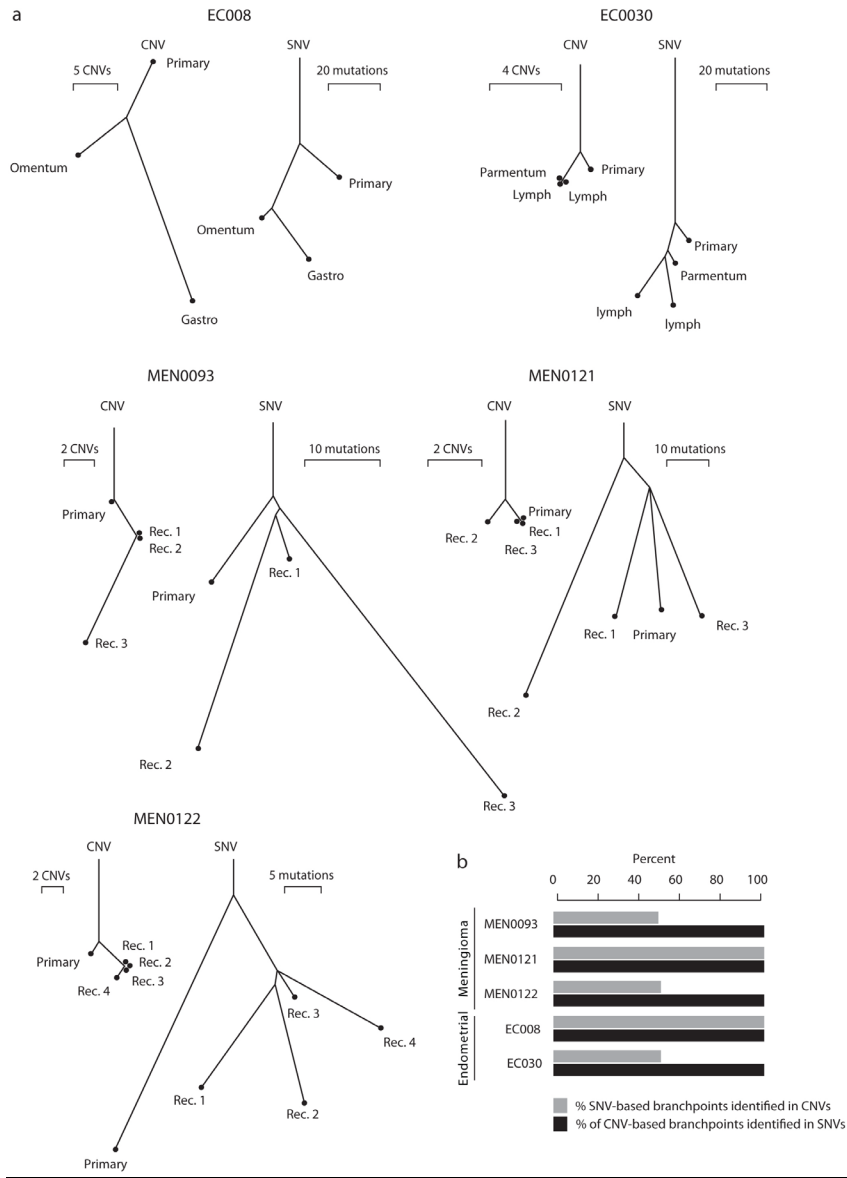 a
EC008
EC0030
CNV
SNV
CNV
SNV
Primary
5 CNVs
20 mutations
4 CNVs
20 mutations
Omentum
Primary
Omentum
Gastro
Gastro
Parmentum
Primary
Lymph
Lymph
Primary
Parmentum
lymph
lymph
MEN0093
MEN0121
CNV
SNV
CNV
SNV
2 CNVs
10 mutations
2 CNVs
10 mutations
Primary
Rec. 1
Rec. 2
Rec. 3
Rec. 1
Primary
Rec. 2
Rec. 3
Primary
Rec. 2
Rec. 1
Rec. 3
Rec. 1
Primary
Rec. 3
Rec. 2
MEN0122
CNV
SNV
2 CNVs
5 mutations
Rec. 1
Primary
Rec. 2
Rec. 3
Rec. 4
Rec. 3
Rec. 4
Rec. 1
Rec. 2
Primary
b
Percent
0 20 40 60 80 100
Meningioma
MEN0093
MEN0121
MEN0122
Endometrial
EC008
EC030
% SNV-based branchpoints identified in CNVs
% of CNV-based branchpoints identified in SNVs